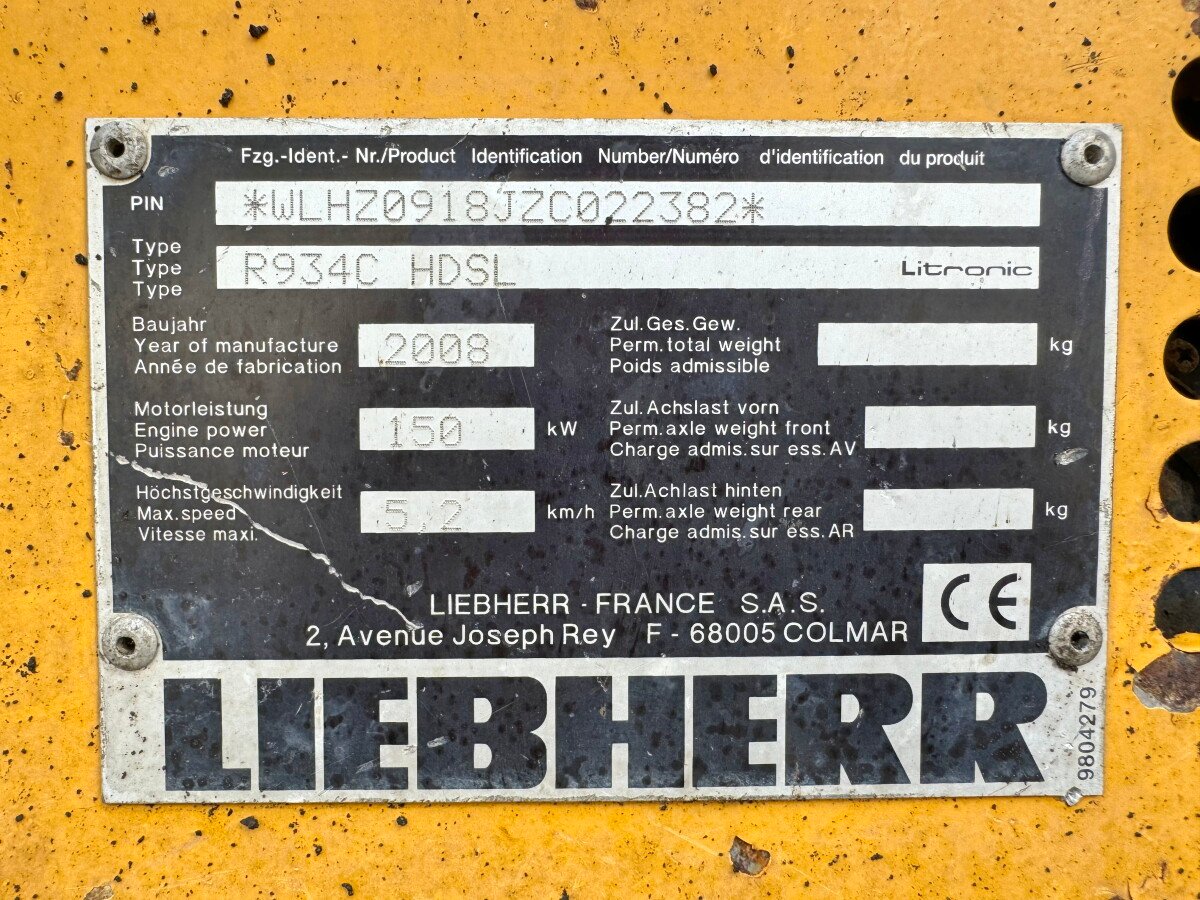 Fzg.-Ident.- Nr./Product Identification Number/Numéro d'identification du produit
PIN *WLHZ0918JZC022382*
Type
Type R934C HDSL Litronic
Type
Baujahr
Year of manufacture 2008
Année de fabrication
Zul.Ges.Gew.
Perm.total weight kg
Poids admissible
Motorleistung
Engine power 150 kW
Puissance moteur
Zul.Achslast vorn
Perm.axle weight front kg
Charge admis.sur ess.AV
Höchstgeschwindigkeit
Max.speed 5,2 km/h
Vitesse maxi.
Zul.Achlast hinten
Perm.axle weight rear kg
Charge admis.sur ess.AR
LIEBHERR - FRANCE S.A.S.
2, Avenue Joseph Rey F - 68005 COLMAR
CE
LIEBHERR
9804279